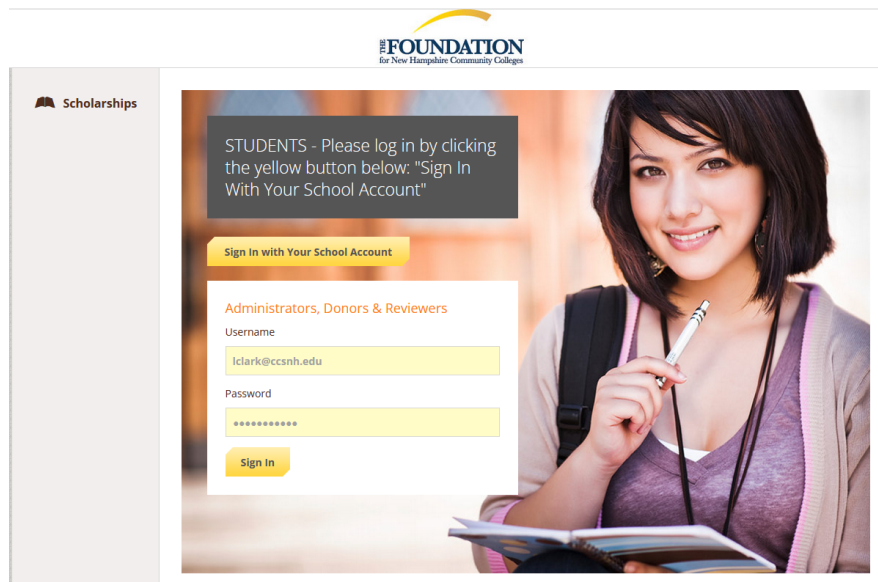 THE FOUNDATION
for New Hampshire Community Colleges
Scholarships
STUDENTS - Please log in by clicking
the yellow button below: "Sign In
With Your School Account"
Sign In with Your School Account
Administrators, Donors & Reviewers
Username
lclark@ccsnh.edu
Password
•••••••••••
Sign In